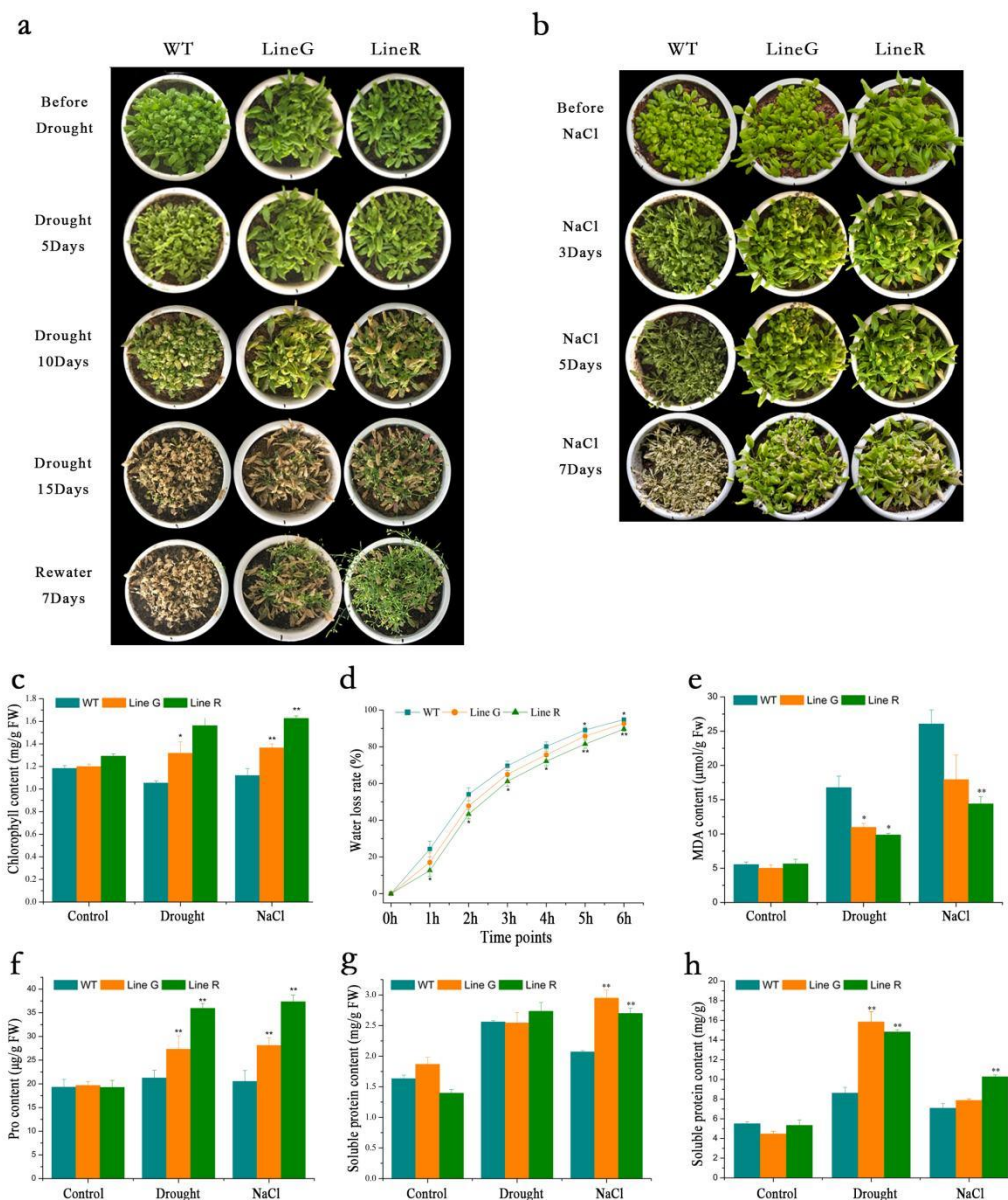 a
WT LineG LineR
Before
Drought
Drought
5Days
Drought
10Days
Drought
15Days
Rewater
7Days
b
WT LineG LineR
Before
NaCl
NaCl
3Days
NaCl
5Days
NaCl
7Days
c
WT Line G Line R
Chlorophyll content (mg/g FW)
1.8
1.6
1.4
1.2
1.0
0.8
0.6
0.4
0.2
0.0
* ** **
Control Drought NaCl
d
WT
Line G
Line R
Water loss rate (%)
100
80
60
40
20
0
* * * * * ** * **
0h 1h 2h 3h 4h 5h 6h
Time points
e
WT Line G Line R
MDA content (μmol/g Fw)
30
25
20
15
10
5
0
* * **
Control Drought NaCl
f
WT Line G Line R
Pro content (μg/g FW)
40
35
30
25
20
15
10
5
0
** ** ** **
Control Drought NaCl
g
WT Line G Line R
Soluble protein content (mg/g FW)
3.0
2.5
2.0
1.5
1.0
0.5
0.0
** **
Control Drought NaCl
h
WT Line G Line R
Soluble protein content (mg/g)
20
18
16
14
12
10
8
6
4
2
0
** ** **
Control Drought NaCl